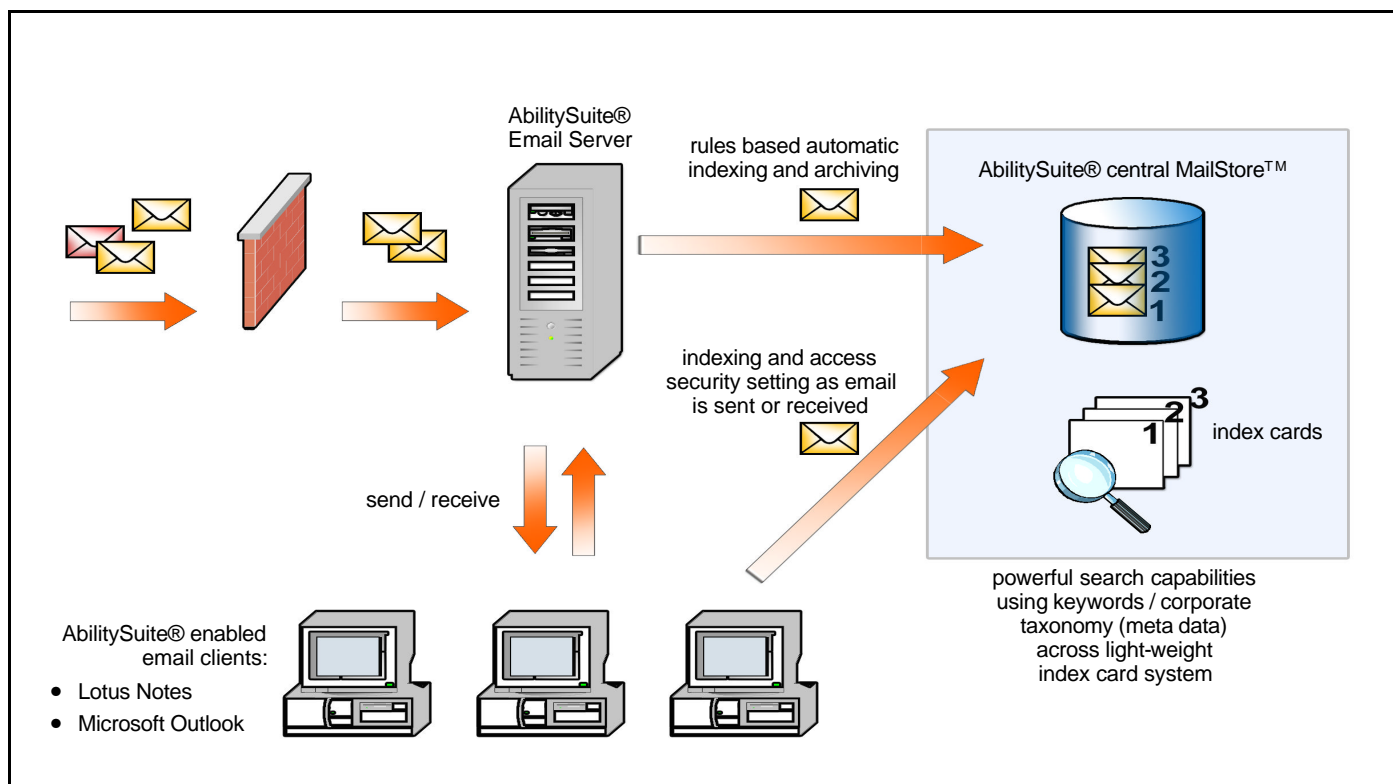 AbilitySuite®
Email Server
rules based automatic
indexing and archiving
AbilitySuite® central MailStore™
3
2
1
indexing and access
security setting as email
is sent or received
3
2
1
index cards
send / receive
powerful search capabilities
using keywords / corporate
taxonomy (meta data)
across light-weight
index card system
AbilitySuite® enabled
email clients:
• Lotus Notes
• Microsoft Outlook